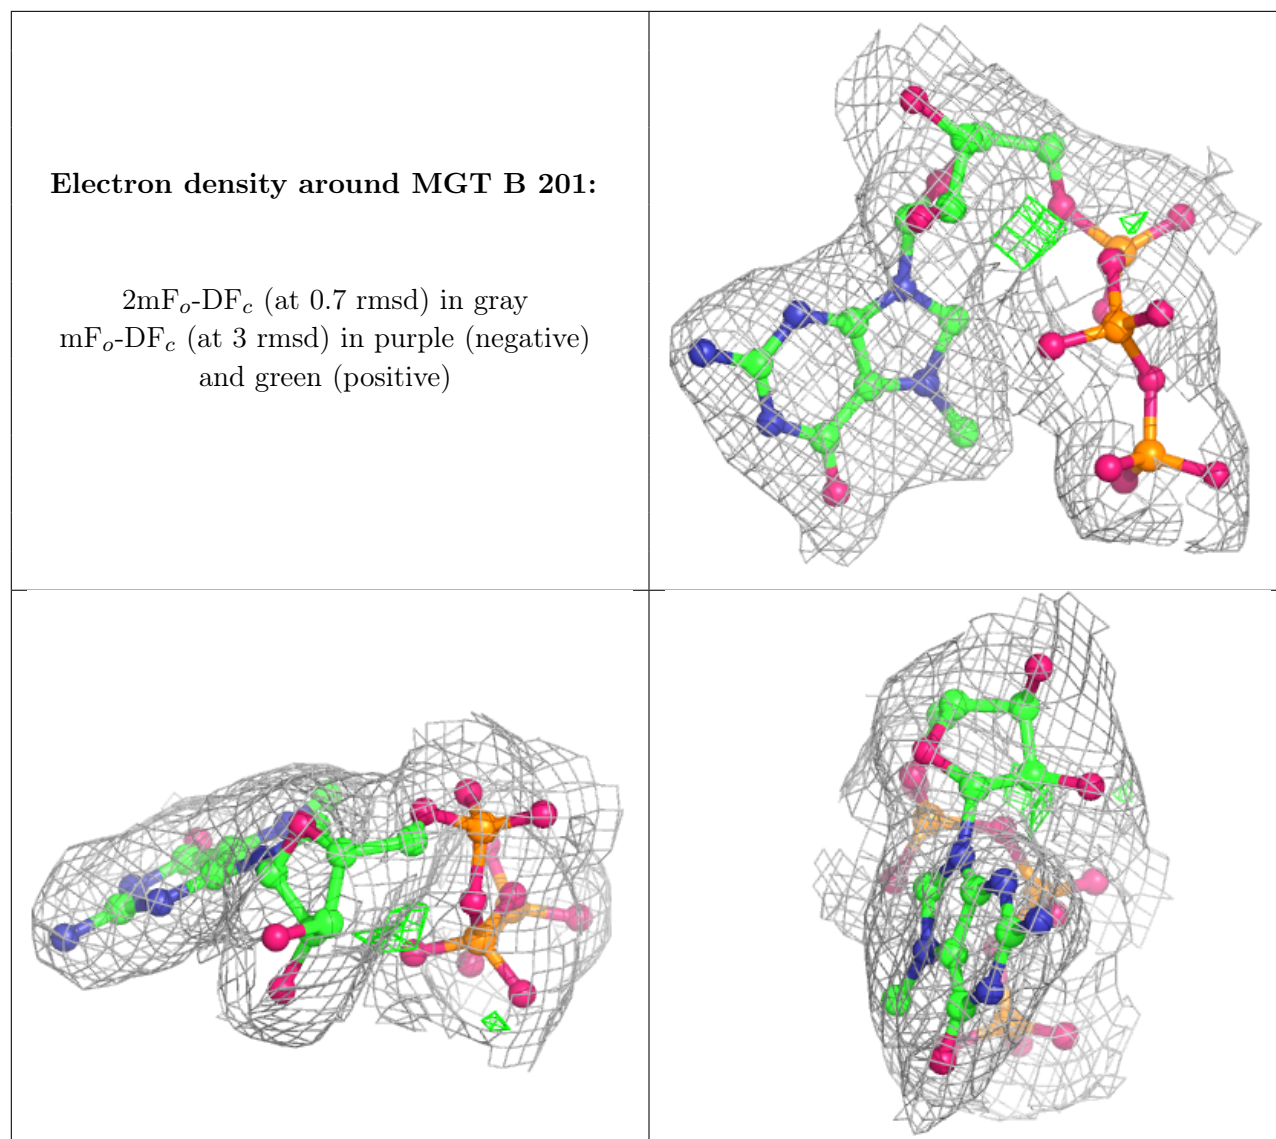 Electron density around MGT B 201:
2mFo-DFc (at 0.7 rmsd) in gray
mFo-DFc (at 3 rmsd) in purple (negative)
and green (positive)